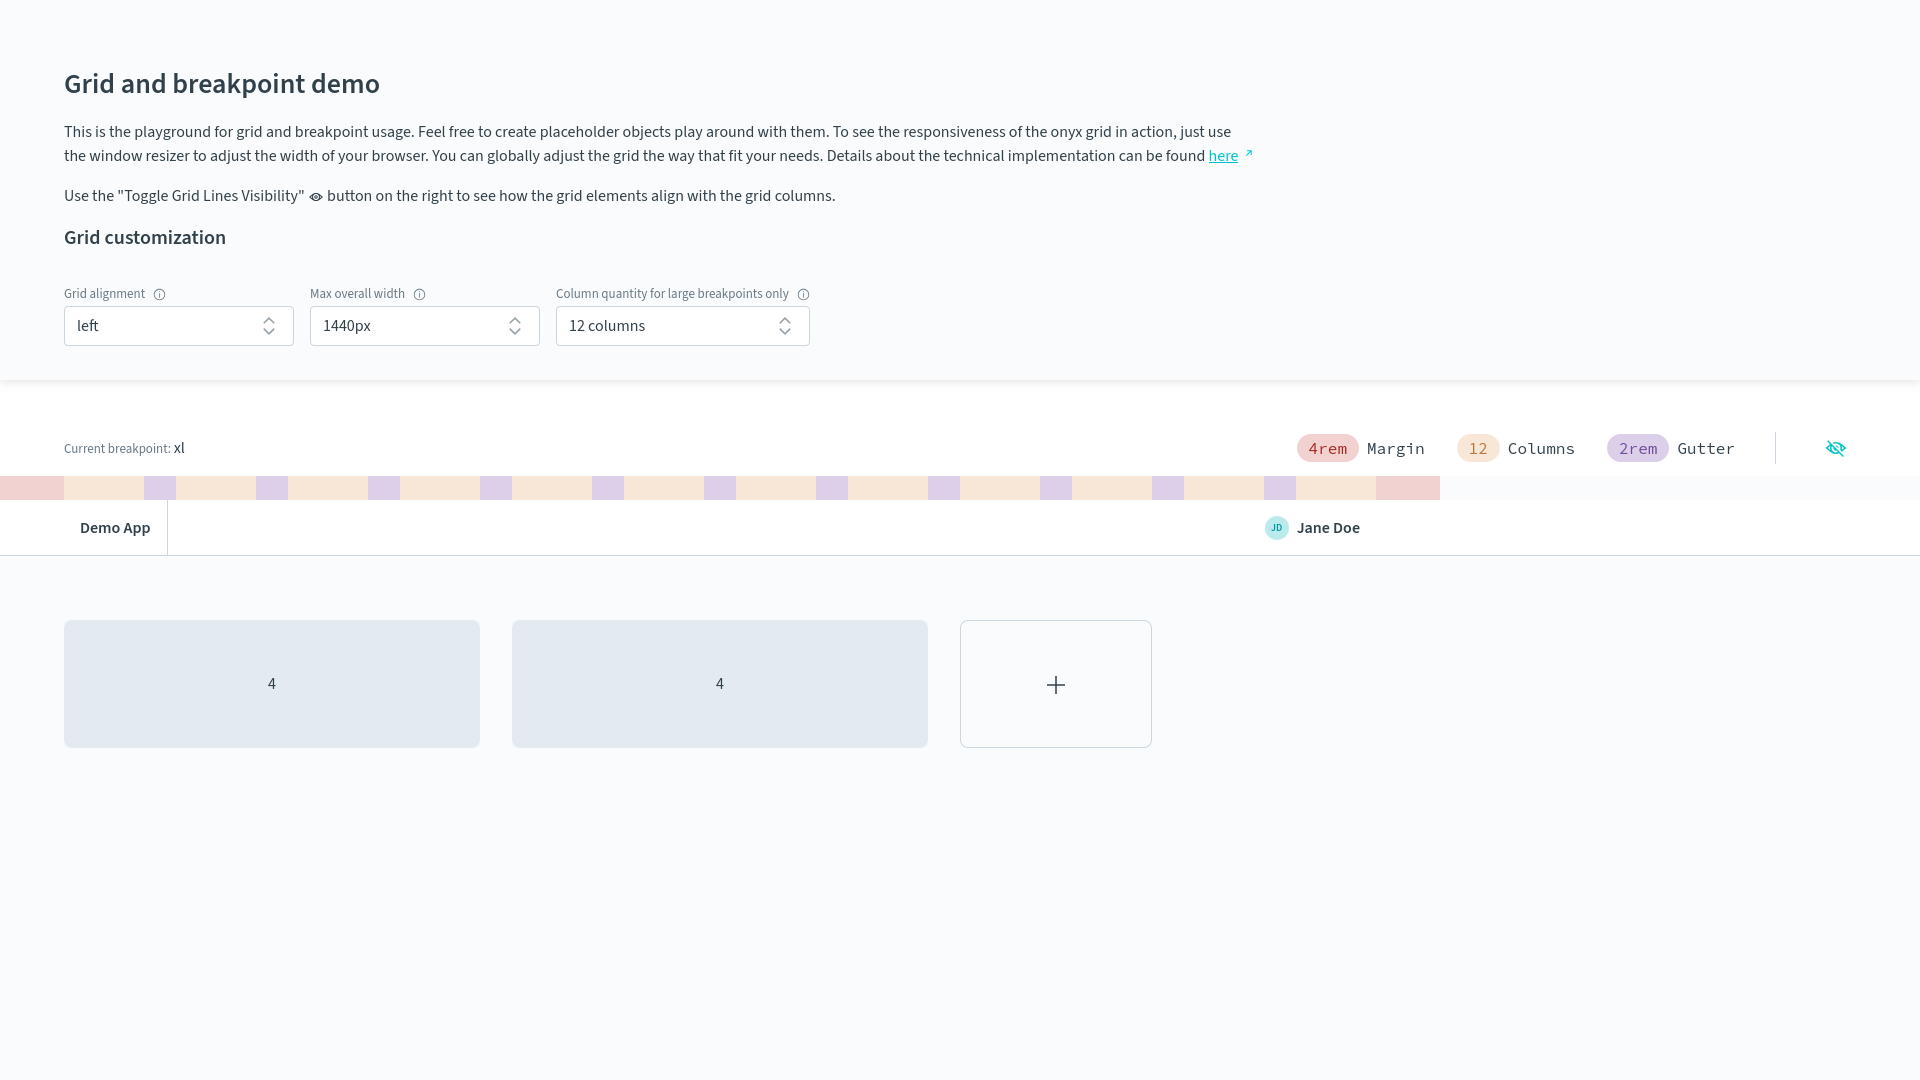 Grid and breakpoint demo
This is the playground for grid and breakpoint usage. Feel free to create placeholder objects play around with them. To see the responsiveness of the onyx grid in action, just use
the window resizer to adjust the width of your browser. You can globally adjust the grid the way that fit your needs. Details about the technical implementation can be found here
Use the "Toggle Grid Lines Visibility" button on the right to see how the grid elements align with the grid columns.
Grid customization
Grid alignment Max overall width Column quantity for large breakpoints only
left 1440px 12 columns
Current breakpoint: xl 4rem Margin 12 Columns 2rem Gutter
Demo App JD Jane Doe
4 4